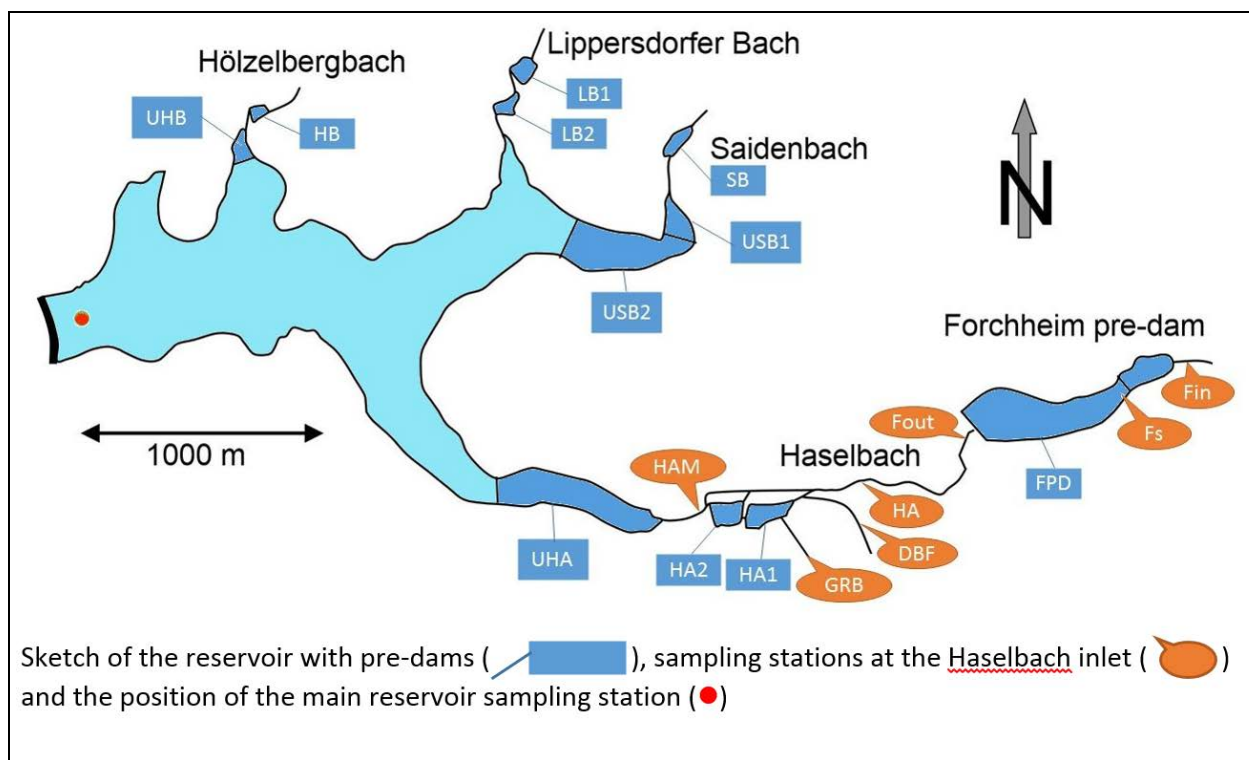 Lippersdorfer Bach
Hölzelbergbach
LB1
UHB
HB
LB2
Saidenbach
SB
N
USB1
USB2
Forchheim pre-dam
Fin
Fout
Fs
1000 m
HAM
Haselbach
FPD
HA
UHA
HA2
HA1
DBF
GRB
Sketch of the reservoir with pre-dams ( ), sampling stations at the Haselbach inlet ( )
and the position of the main reservoir sampling station ( )